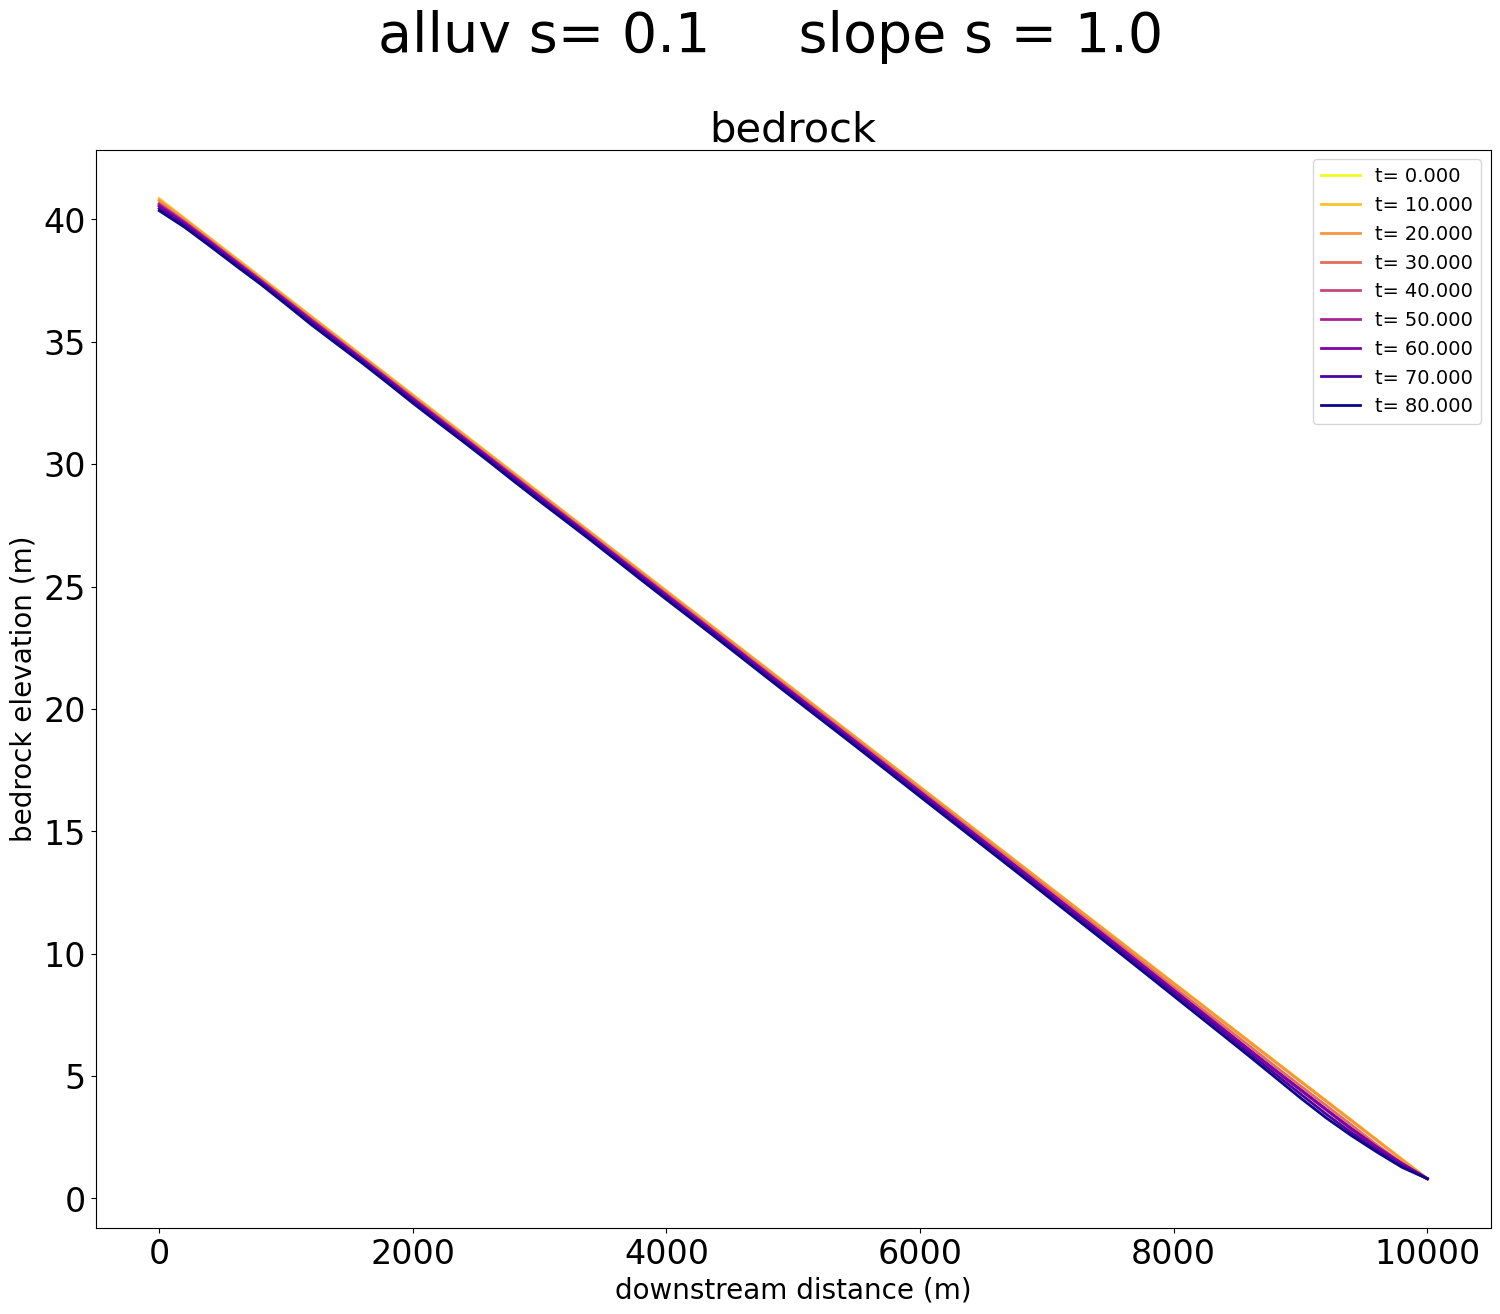 alluv s= 0.1     slope s = 1.0
bedrock
t= 0.000
t= 10.000
t= 20.000
t= 30.000
t= 40.000
t= 50.000
t= 60.000
t= 70.000
t= 80.000
bedrock elevation (m)
40
35
30
25
20
15
10
5
0
0 2000 4000 6000 8000 10000
downstream distance (m)